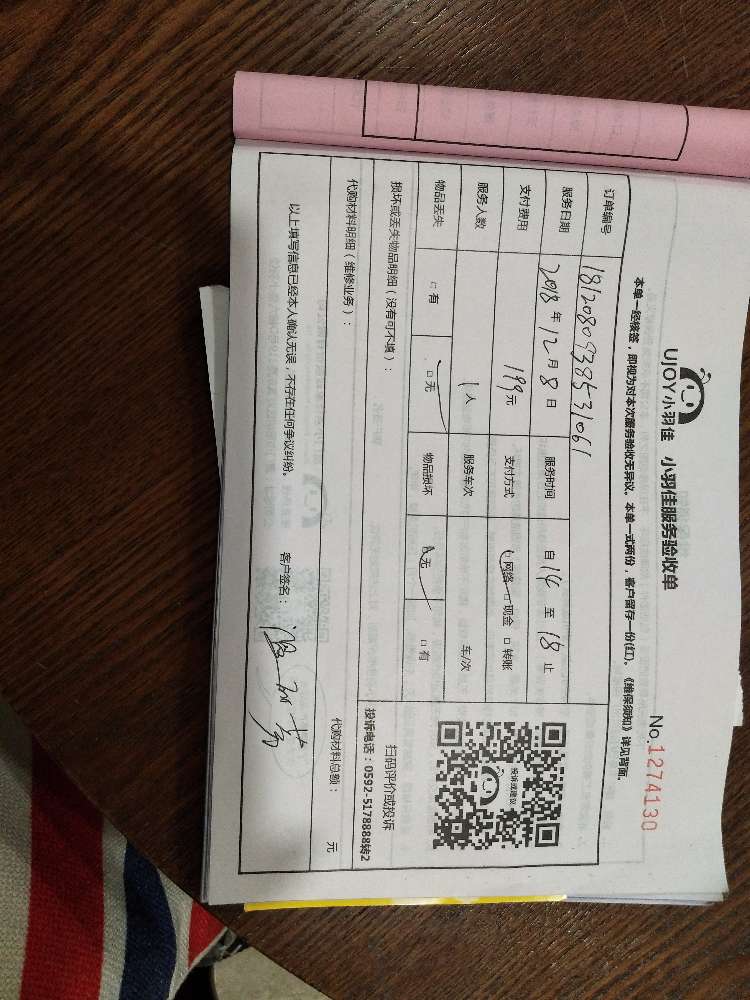 UJOY小羽佳 小羽佳服务验收单
No.1274130
本单一经核签，即视为对本次服务验收无异议。本单一式两份，客户留存一份(红)。《维保须知》详见背面。
订单编号 18120809385531061
服务日期 2018年12月8日 服务时间 自14至18止
支付费用 189元 支付方式 □网络 □现金 □转账
服务人数 1人 服务车次 车/次
物品丢失 □有 □无 物品损坏 □无 □有
投诉或建议
扫码评价或投诉
投诉电话：0592-5178888转2
损坏或丢失物品明细（没有可不填）：
代购材料明细（维修业务）： 代购材料总额： 元
以上填写信息已经本人确认无误，不存在任何争议纠纷。 客户签名：